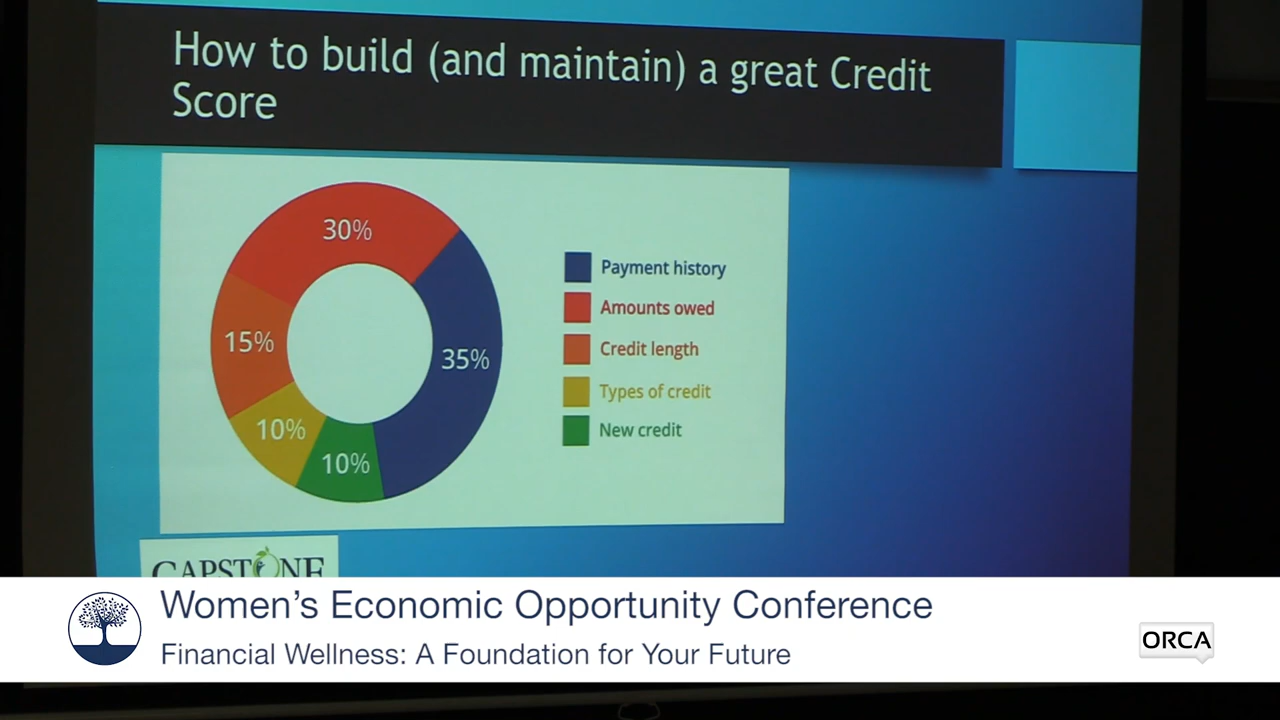 How to build (and maintain) a great Credit
Score
30%
15%
35%
10%
10%
Payment history
Amounts owed
Credit length
Types of credit
New credit
CAPSTONE
Women's Economic Opportunity Conference
Financial Wellness: A Foundation for Your Future
ORCA